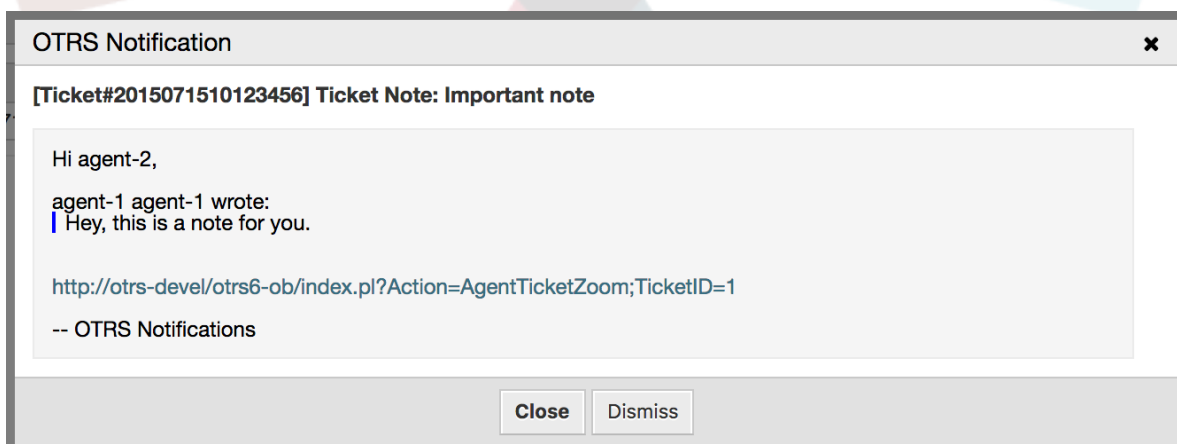 OTRS Notification
[Ticket#2015071510123456] Ticket Note: Important note
Hi agent-2,
agent-1 agent-1 wrote:
Hey, this is a note for you.
http://otrs-devel/otrs6-ob/index.pl?Action=AgentTicketZoom;TicketID=1
-- OTRS Notifications
Close Dismiss